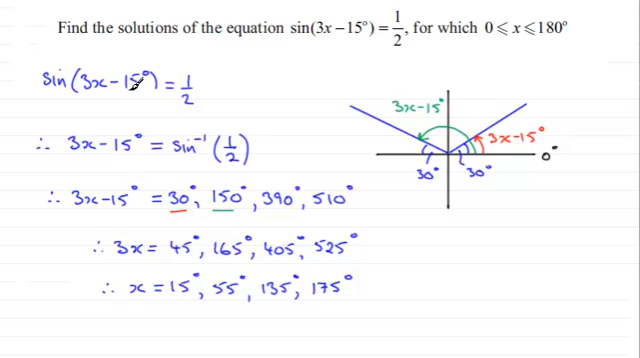 Find the solutions of the equation sin(3x − 15°) = 1/2, for which 0 ⩽ x ⩽ 180°
sin(3x − 15°) = 1/2
∴ 3x − 15° = sin⁻¹(1/2)
∴ 3x − 15° = 30°, 150°, 390°, 510°
∴ 3x = 45°, 165°, 405°, 525°
∴ x = 15°, 55°, 135°, 175°
3x−15°
3x−15°
0°
30°
30°